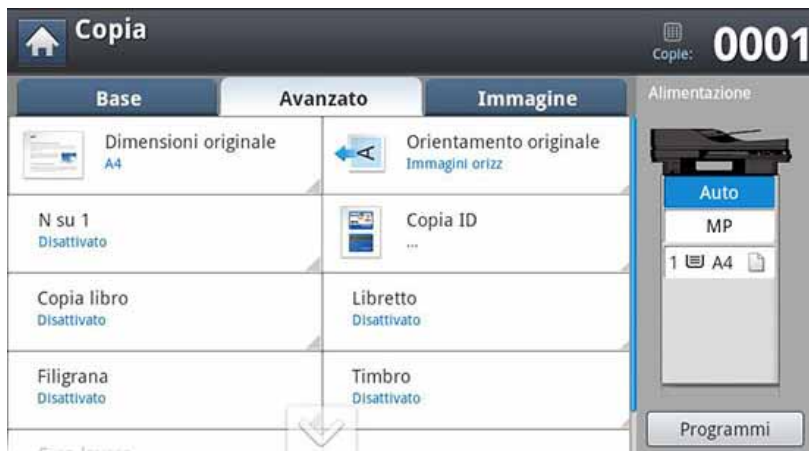 Copia
Copie: 0001
Base
Avanzato
Immagine
Alimentazione
Dimensioni originale
A4
Orientamento originale
Immagini orizz
N su 1
Disattivato
Copia ID
...
Copia libro
Disattivato
Libretto
Disattivato
Filigrana
Disattivato
Timbro
Disattivato
Auto
MP
1 A4
Programmi